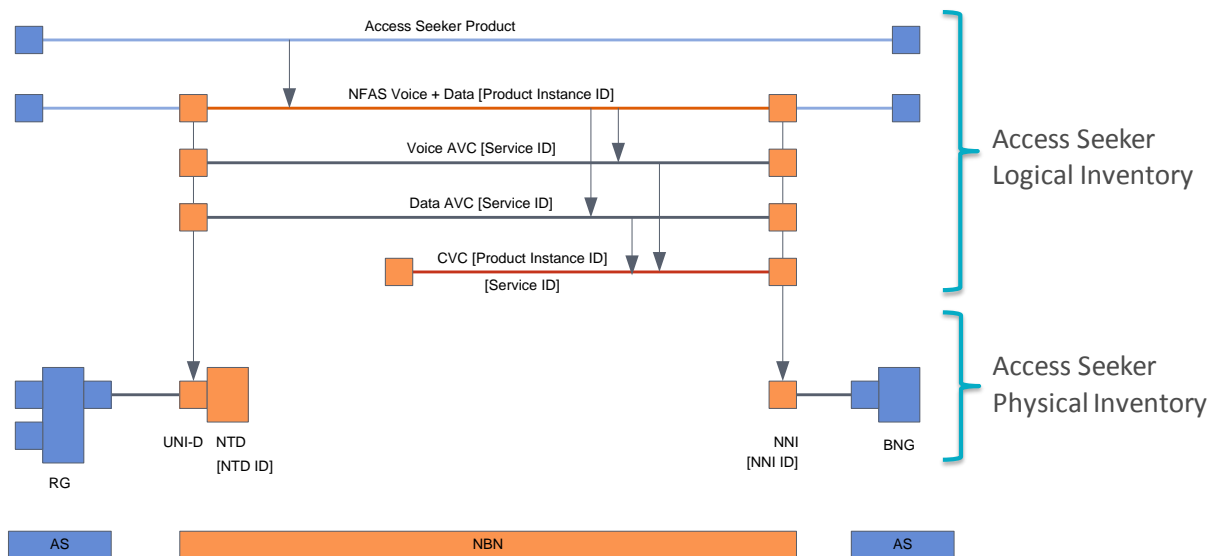 Access Seeker Product
NFAS Voice + Data [Product Instance ID]
Voice AVC [Service ID]
Data AVC [Service ID]
CVC [Product Instance ID]
[Service ID]
Access Seeker
Logical Inventory
Access Seeker
Physical Inventory
UNI-D
NTD
[NTD ID]
NNI
[NNI ID]
BNG
RG
AS
NBN
AS